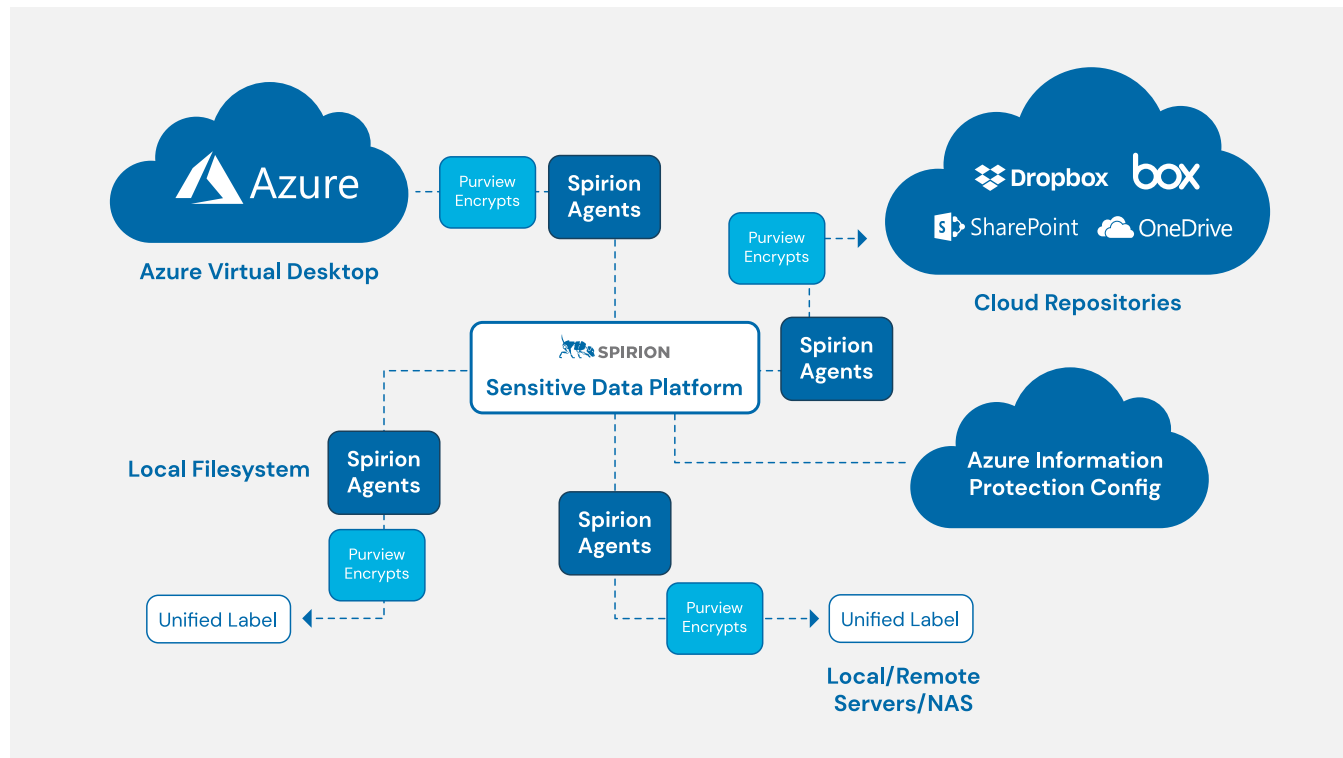 Azure
Azure Virtual Desktop
Purview
Encrypts
Spirion
Agents
Dropbox
box
SharePoint
OneDrive
Cloud Repositories
Purview
Encrypts
Spirion
Agents
SPIRION
Sensitive Data Platform
Azure Information
Protection Config
Local Filesystem
Spirion
Agents
Purview
Encrypts
Unified Label
Spirion
Agents
Purview
Encrypts
Unified Label
Local/Remote
Servers/NAS